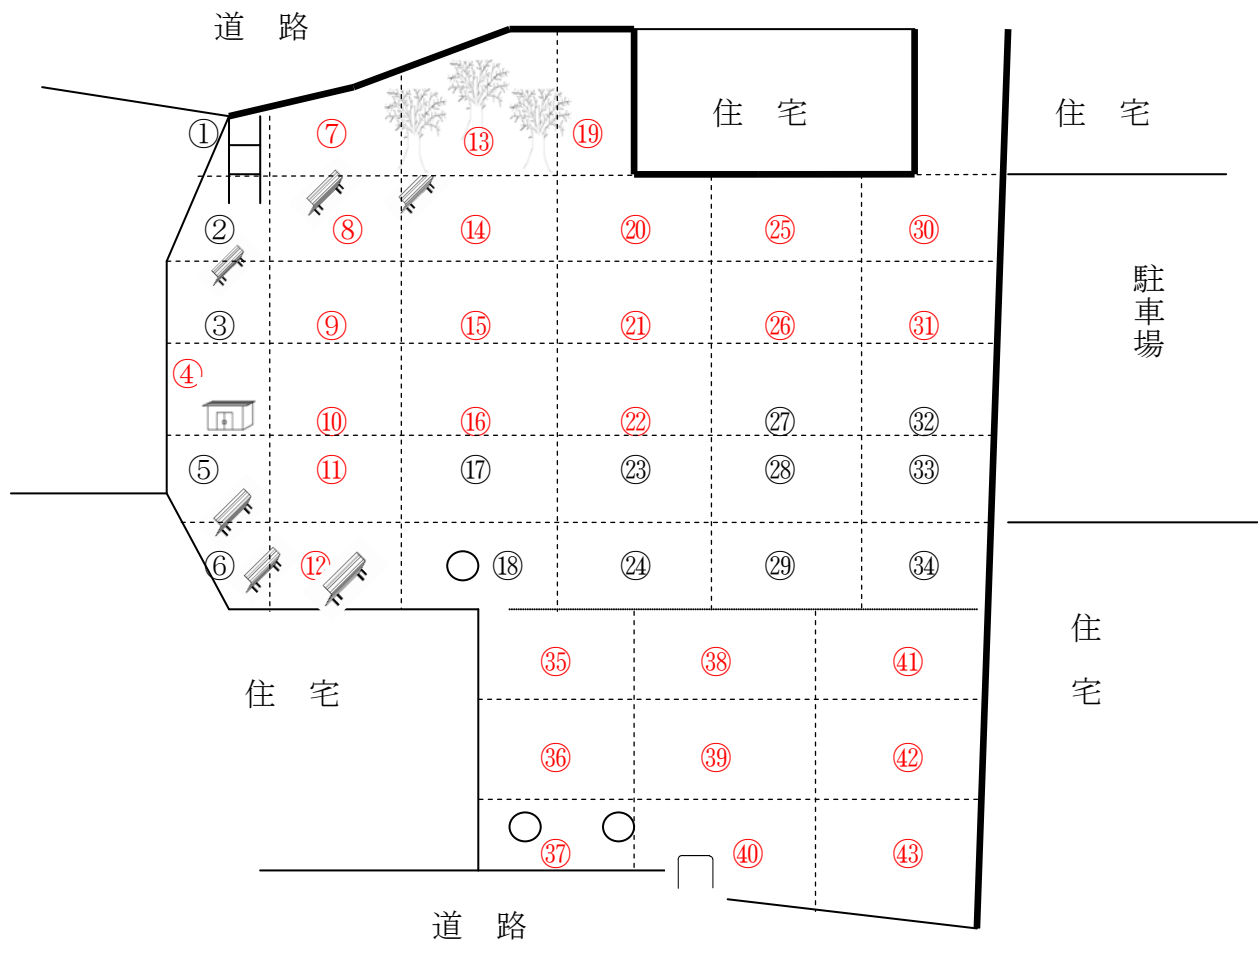 道 路
① ⑦ ⑬ ⑲ 住 宅 住 宅
② ⑧ ⑭ ⑳ ㉕ ㉚
③ ⑨ ⑮ ㉑ ㉖ ㉛
駐車場
④ ⑩ ⑯ ㉒ ㉗ ㉜
⑤ ⑪ ⑰ ㉓ ㉘ ㉝
⑥ ⑫ ⑱ ㉔ ㉙ ㉞
㉟ ㊳ ㊶
住 宅
住 宅
㊱ ㊴ ㊷
㊲ ㊵ ㊸
道 路